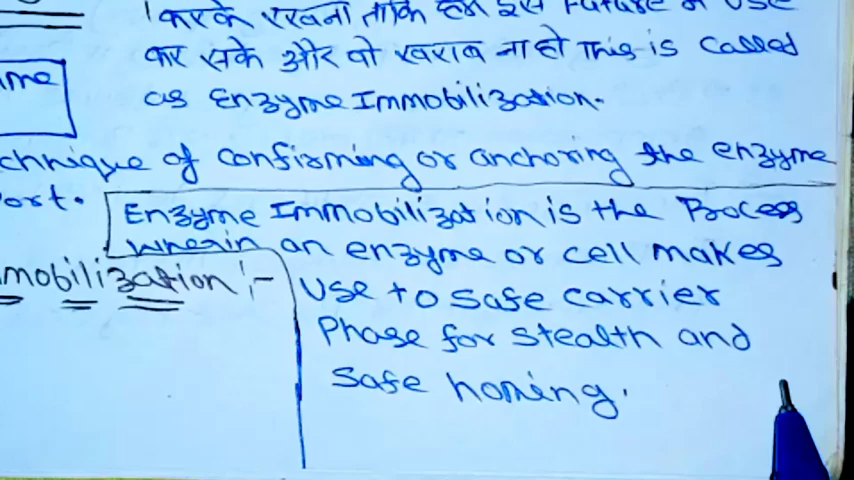 करके रखना ताकि हम इसे Future में Use
कर सके और वो खराब ना हो This is Called
as Enzyme Immobilization.
chnique of confirming or anchoring the enzyme
ort.
Enzyme Immobilization is the Process
wherein an enzyme or cell makes
mobilization :-
use to safe carrier
Phase for stealth and
safe homing.